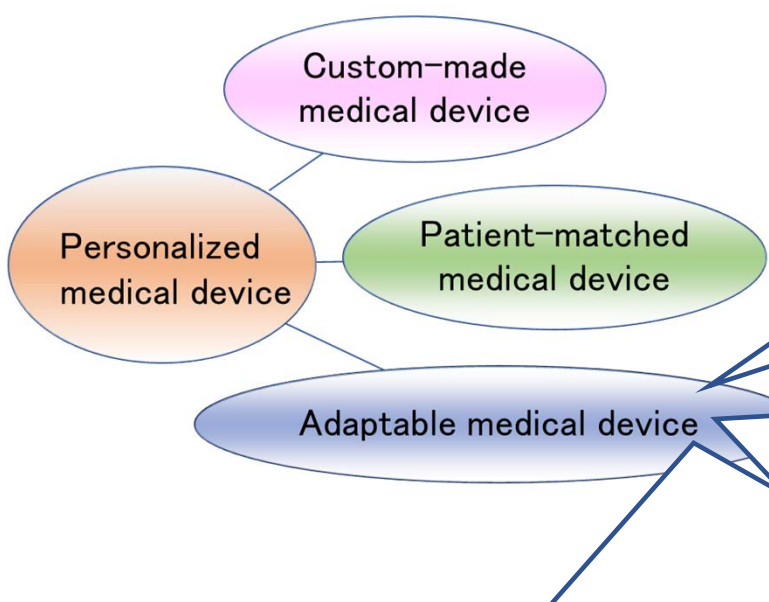 Custom-made
medical device
Personalized
medical device
Patient-matched
medical device
Adaptable medical device